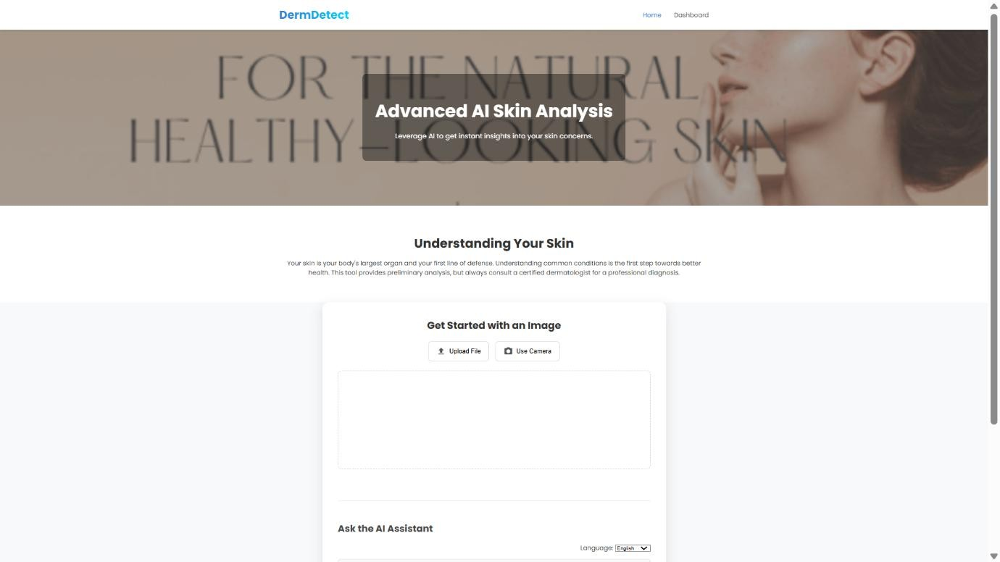 DermDetect
Home
Dashboard
FOR THE NATURAL
HEALTHY-LOOKING SKIN
Advanced AI Skin Analysis
Leverage AI to get instant insights into your skin concerns.
Understanding Your Skin
Your skin is your body's largest organ and your first line of defense. Understanding common conditions is the first step towards better
health. This tool provides preliminary analysis, but always consult a certified dermatologist for a professional diagnosis.
Get Started with an Image
Upload File
Use Camera
Ask the AI Assistant
Language: English